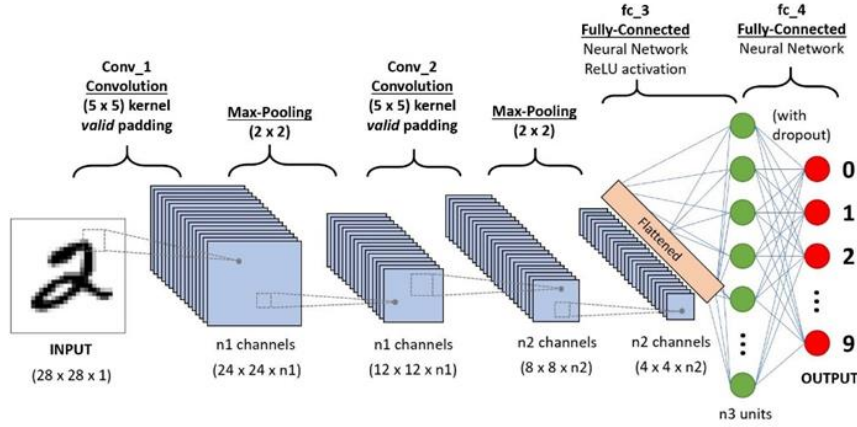 Conv_1
Convolution
(5 x 5) kernel
valid padding
Max-Pooling
(2 x 2)
Conv_2
Convolution
(5 x 5) kernel
valid padding
Max-Pooling
(2 x 2)
fc_3
Fully-Connected
Neural Network
ReLU activation
fc_4
Fully-Connected
Neural Network
(with
dropout)
2
INPUT
(28 x 28 x 1)
n1 channels
(24 x 24 x n1)
n1 channels
(12 x 12 x n1)
n2 channels
(8 x 8 x n2)
n2 channels
(4 x 4 x n2)
Flattened
n3 units
0
1
2
9
OUTPUT